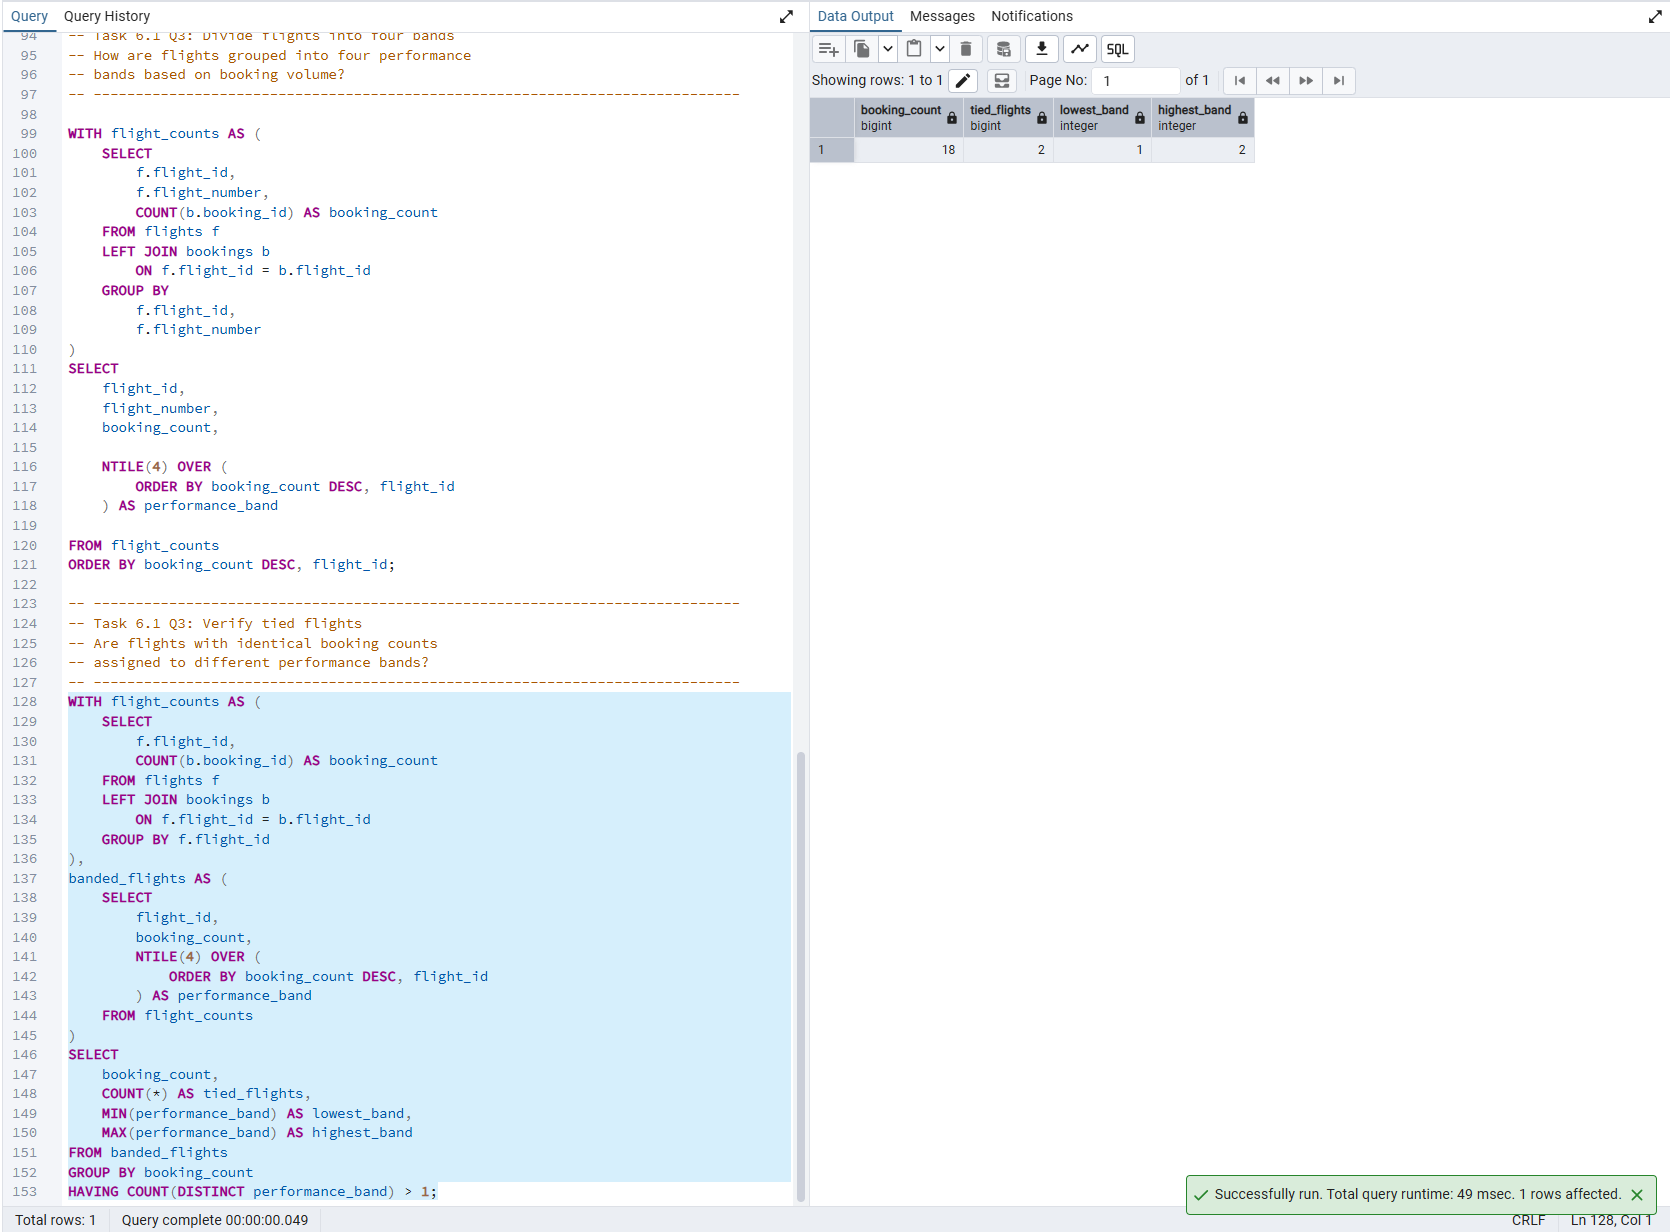 Query Query History
94 -- Task 6.1 Q3: Divide flights into four bands
95 -- How are flights grouped into four performance
96 -- bands based on booking volume?
97 -- -----------------------------------------------------------------------------
98
99 WITH flight_counts AS (
100 SELECT
101 f.flight_id,
102 f.flight_number,
103 COUNT(b.booking_id) AS booking_count
104 FROM flights f
105 LEFT JOIN bookings b
106 ON f.flight_id = b.flight_id
107 GROUP BY
108 f.flight_id,
109 f.flight_number
110 )
111 SELECT
112 flight_id,
113 flight_number,
114 booking_count,
115
116 NTILE(4) OVER (
117 ORDER BY booking_count DESC, flight_id
118 ) AS performance_band
119
120 FROM flight_counts
121 ORDER BY booking_count DESC, flight_id;
122
123 -- -----------------------------------------------------------------------------
124 -- Task 6.1 Q3: Verify tied flights
125 -- Are flights with identical booking counts
126 -- assigned to different performance bands?
127 -- -----------------------------------------------------------------------------
128 WITH flight_counts AS (
129 SELECT
130 f.flight_id,
131 COUNT(b.booking_id) AS booking_count
132 FROM flights f
133 LEFT JOIN bookings b
134 ON f.flight_id = b.flight_id
135 GROUP BY f.flight_id
136 ),
137 banded_flights AS (
138 SELECT
139 flight_id,
140 booking_count,
141 NTILE(4) OVER (
142 ORDER BY booking_count DESC, flight_id
143 ) AS performance_band
144 FROM flight_counts
145 )
146 SELECT
147 booking_count,
148 COUNT(*) AS tied_flights,
149 MIN(performance_band) AS lowest_band,
150 MAX(performance_band) AS highest_band
151 FROM banded_flights
152 GROUP BY booking_count
153 HAVING COUNT(DISTINCT performance_band) > 1;
Data Output Messages Notifications
SQL
Showing rows: 1 to 1 Page No: 1 of 1
booking_count tied_flights lowest_band highest_band
bigint bigint integer integer
1 18 2 1 2
Successfully run. Total query runtime: 49 msec. 1 rows affected.
Total rows: 1 Query complete 00:00:00.049 CRLF Ln 128, Col 1